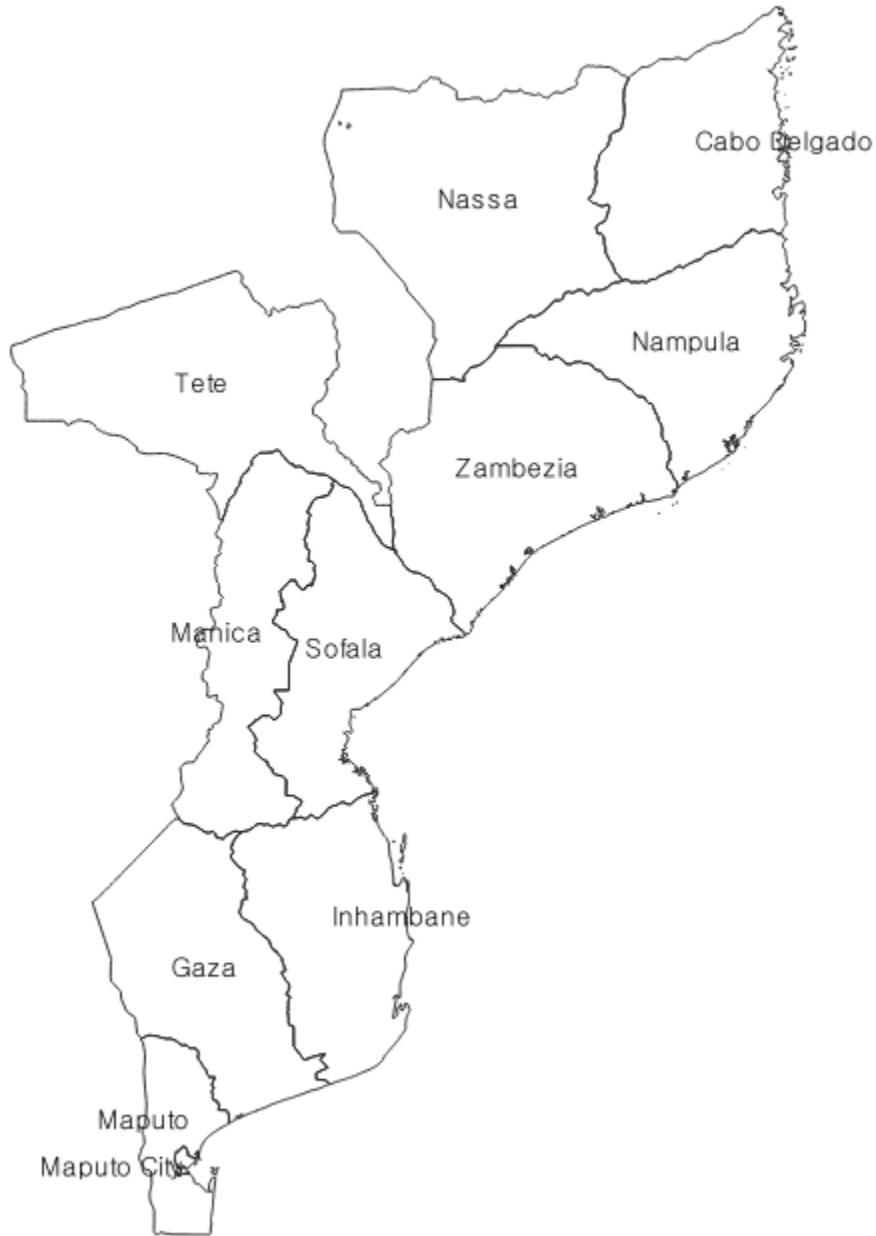 Cabo Delgado
Nassa
Nampula
Tete
Zambezia
Manica
Sofala
Inhambane
Gaza
Maputo
Maputo City